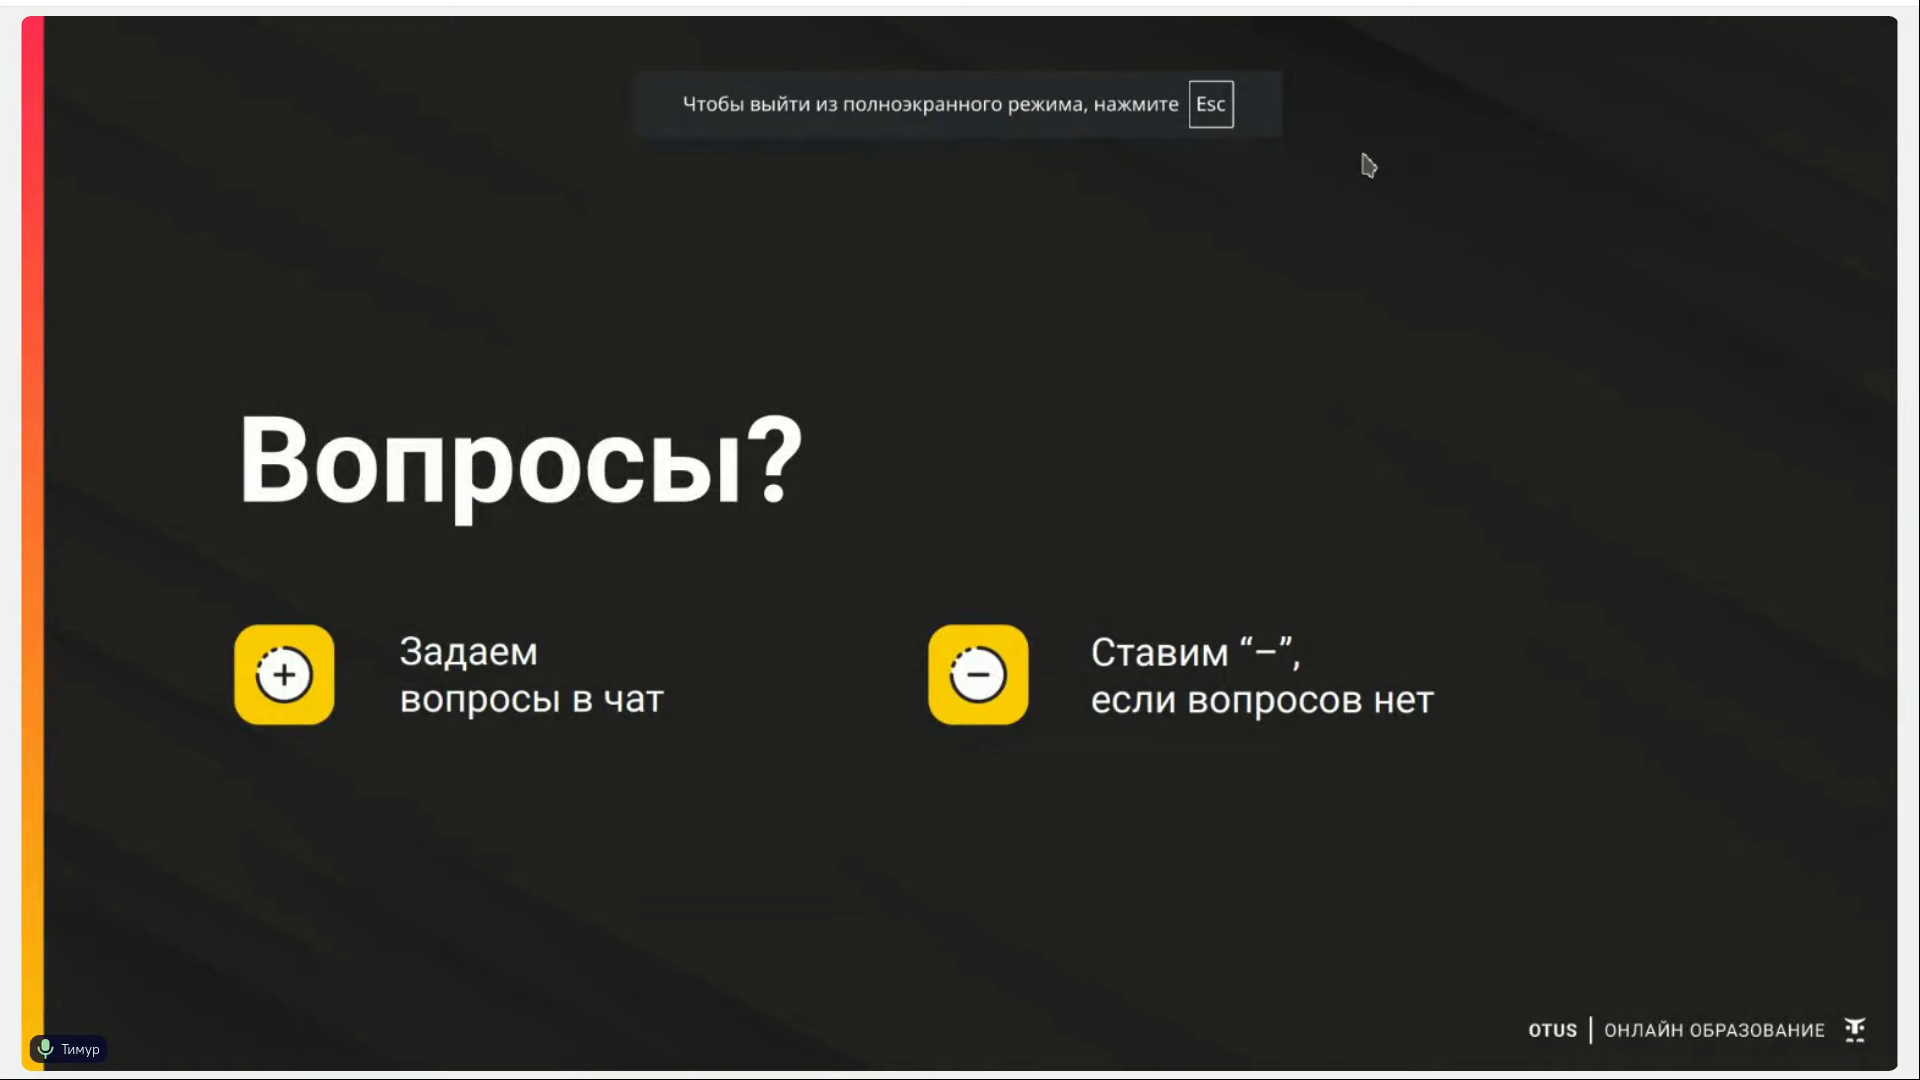 Чтобы выйти из полноэкранного режима, нажмите Esc
Вопросы?
Задаем
вопросы в чат
Ставим “–”,
если вопросов нет
OTUS | ОНЛАЙН ОБРАЗОВАНИЕ
Тимур